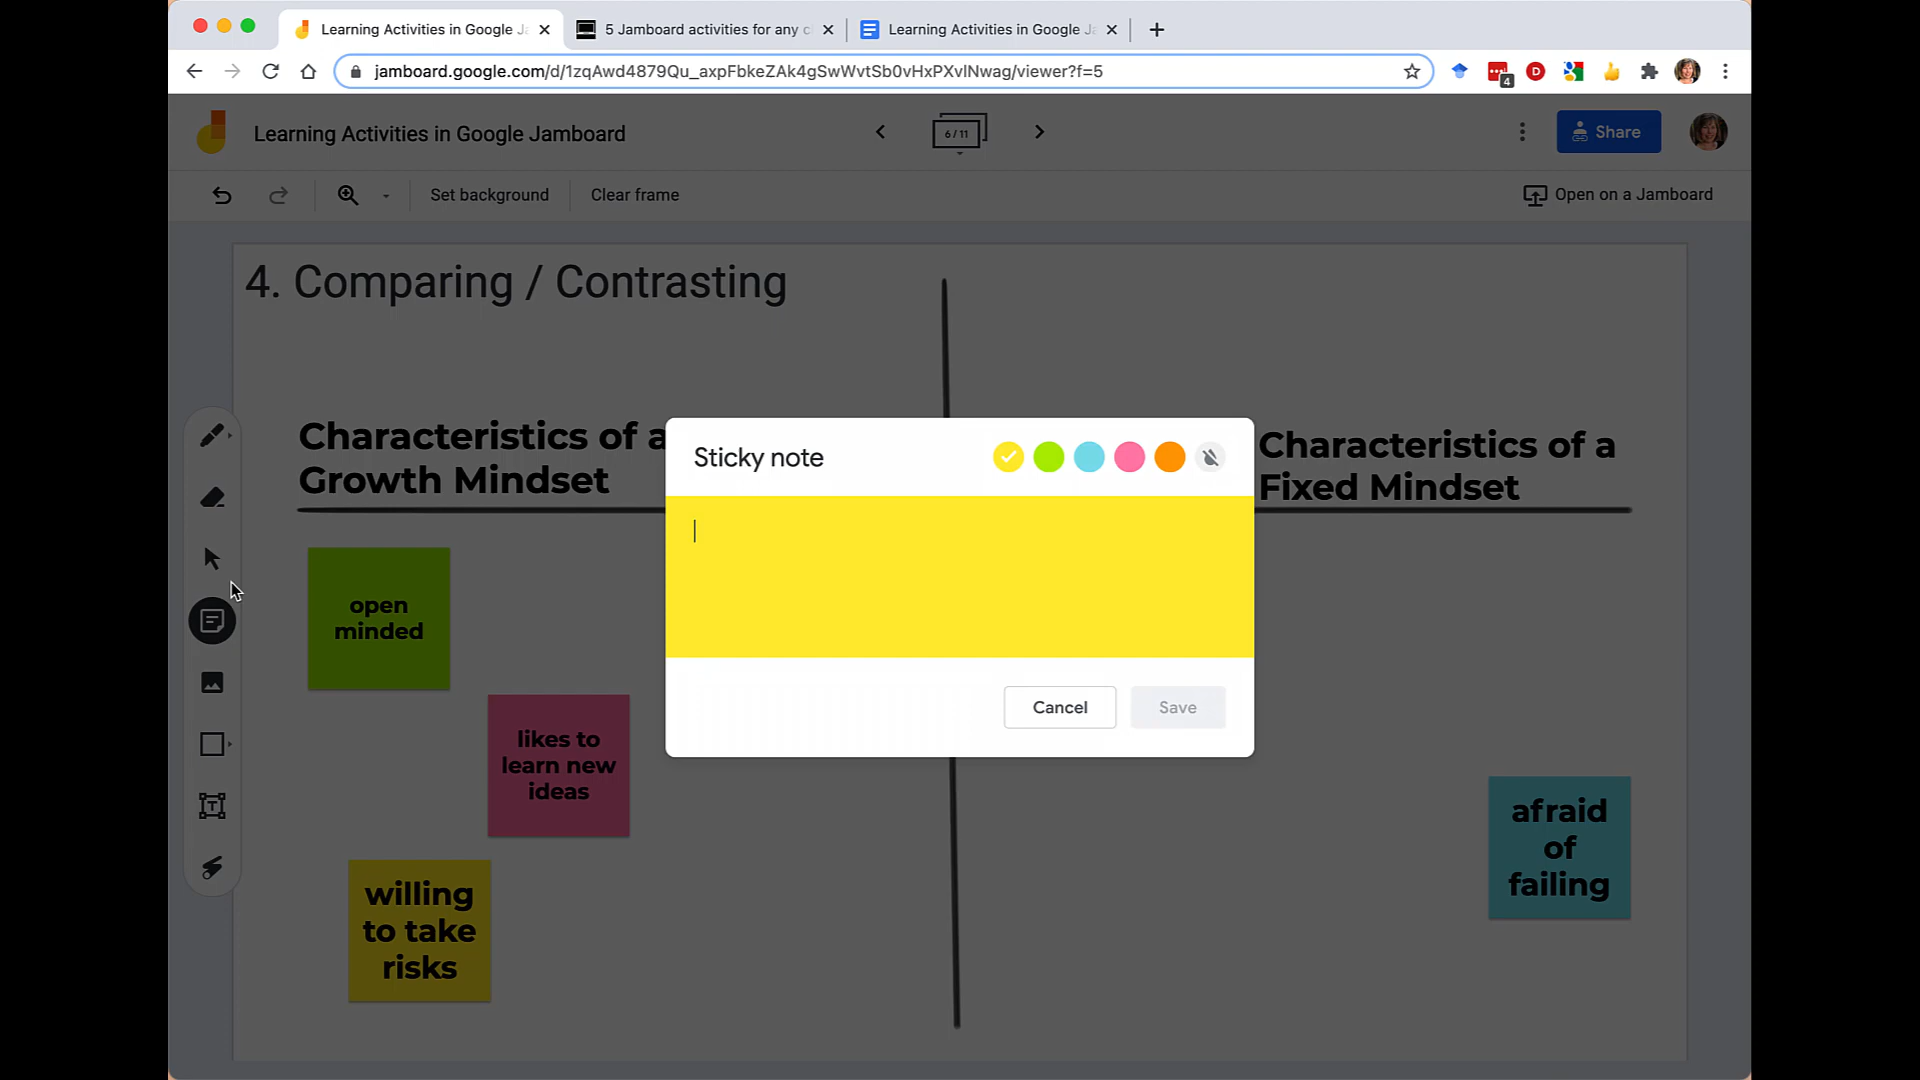 Learning Activities in Google J
5 Jamboard activities for any c
Learning Activities in Google J
jamboard.google.com/d/1zqAwd4879Qu_axpFbkeZAk4gSwWvtSb0vHxPXvlNwag/viewer?f=5
4
D
Learning Activities in Google Jamboard
6 / 11
Share
Set background
Clear frame
Open on a Jamboard
4. Comparing / Contrasting
Characteristics of a
Growth Mindset
Sticky note
Cancel
Save
Characteristics of a
Fixed Mindset
open
minded
likes to
learn new
ideas
willing
to take
risks
afraid
of
failing